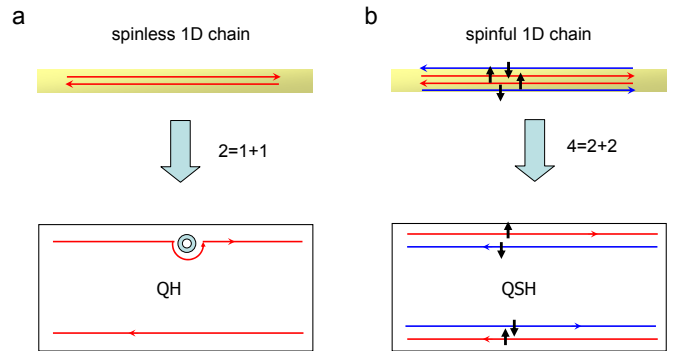 a
spinless 1D chain
2=1+1
QH
b
spinful 1D chain
4=2+2
QSH